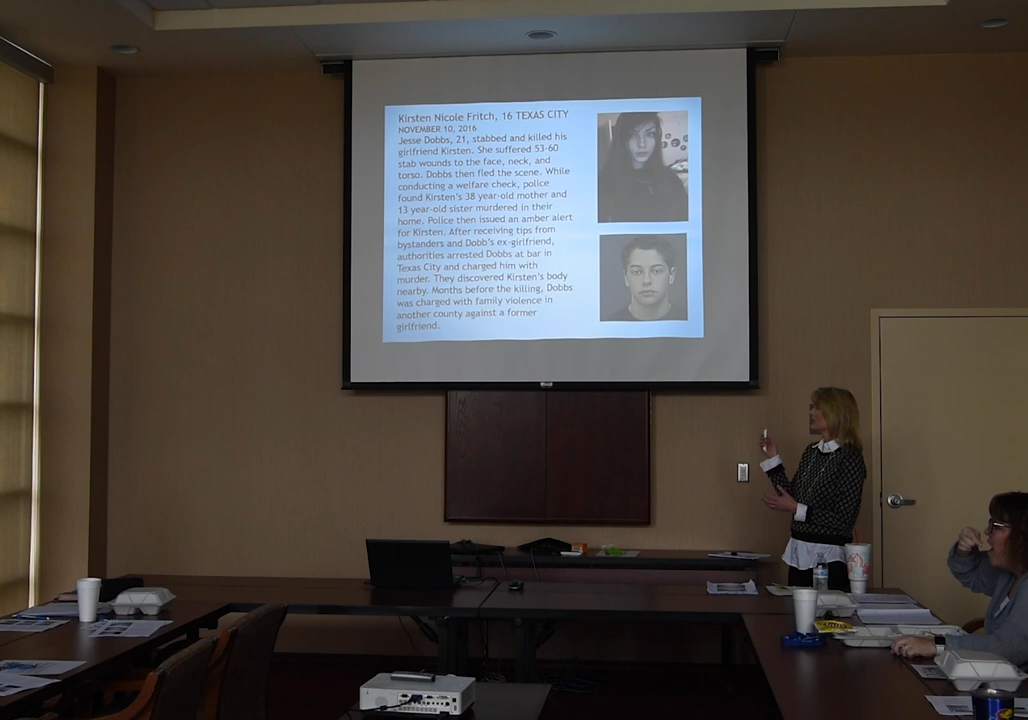 Kirsten Nicole Fritch, 16 TEXAS CITY
NOVEMBER 10, 2016
Jesse Dobbs, 21, stabbed and killed his
girlfriend Kirsten. She suffered 53-60
stab wounds to the face, neck, and
torso. Dobbs then fled the scene. While
conducting a welfare check, police
found Kirsten's 38 year-old mother and
13 year-old sister murdered in their
home. Police then issued an amber alert
for Kirsten. After receiving tips from
bystanders and Dobb's ex-girlfriend,
authorities arrested Dobbs at bar in
Texas City and charged him with
murder. They discovered Kirsten's body
nearby. Months before the killing, Dobbs
was charged with family violence in
another county against a former
girlfriend.